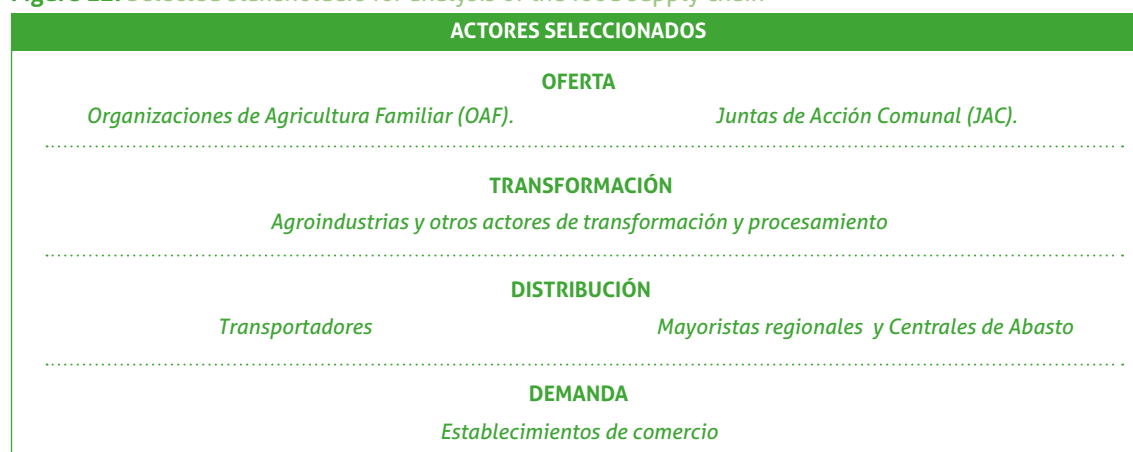 ACTORES SELECCIONADOS
OFERTA
Organizaciones de Agricultura Familiar (OAF). Juntas de Acción Comunal (JAC).
TRANSFORMACIÓN
Agroindustrias y otros actores de transformación y procesamiento
DISTRIBUCIÓN
Transportadores Mayoristas regionales y Centrales de Abasto
DEMANDA
Establecimientos de comercio